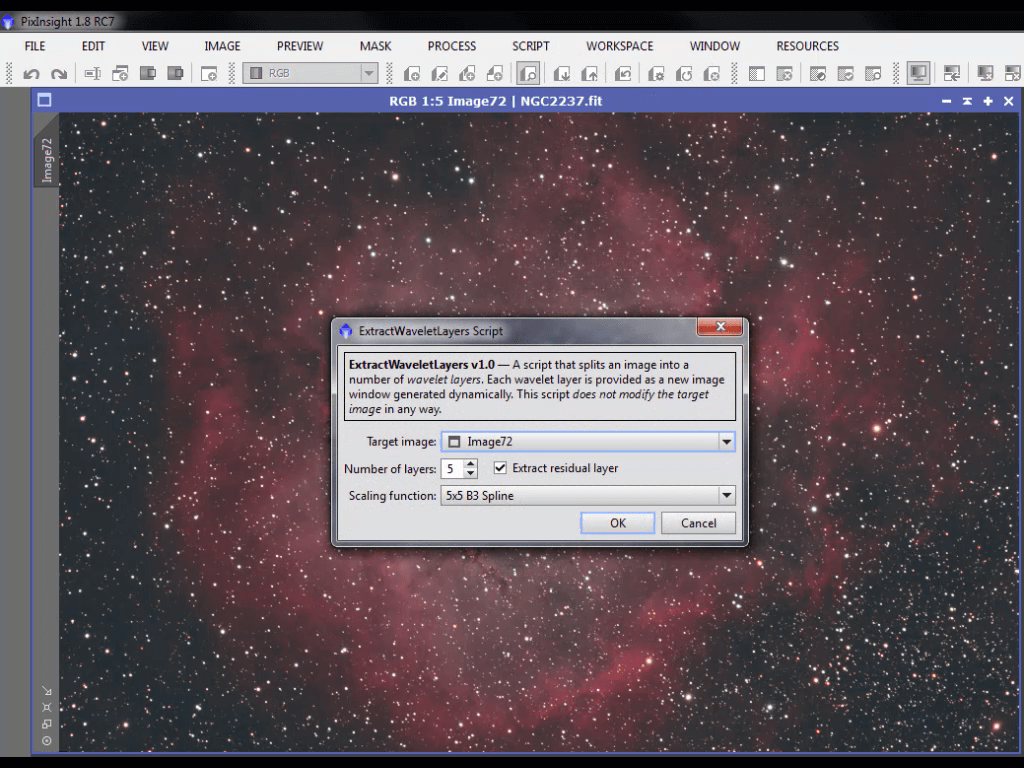 PixInsight 1.8 RC7
FILE EDIT VIEW IMAGE PREVIEW MASK PROCESS SCRIPT WORKSPACE WINDOW RESOURCES
RGB
RGB 1:5 Image72 | NGC2237.fit
Image72
ExtractWaveletLayers Script
ExtractWaveletLayers v1.0 — A script that splits an image into a
number of wavelet layers. Each wavelet layer is provided as a new image
window generated dynamically. This script does not modify the target
image in any way.
Target image: Image72
Number of layers: 5 Extract residual layer
Scaling function: 5x5 B3 Spline
OK Cancel